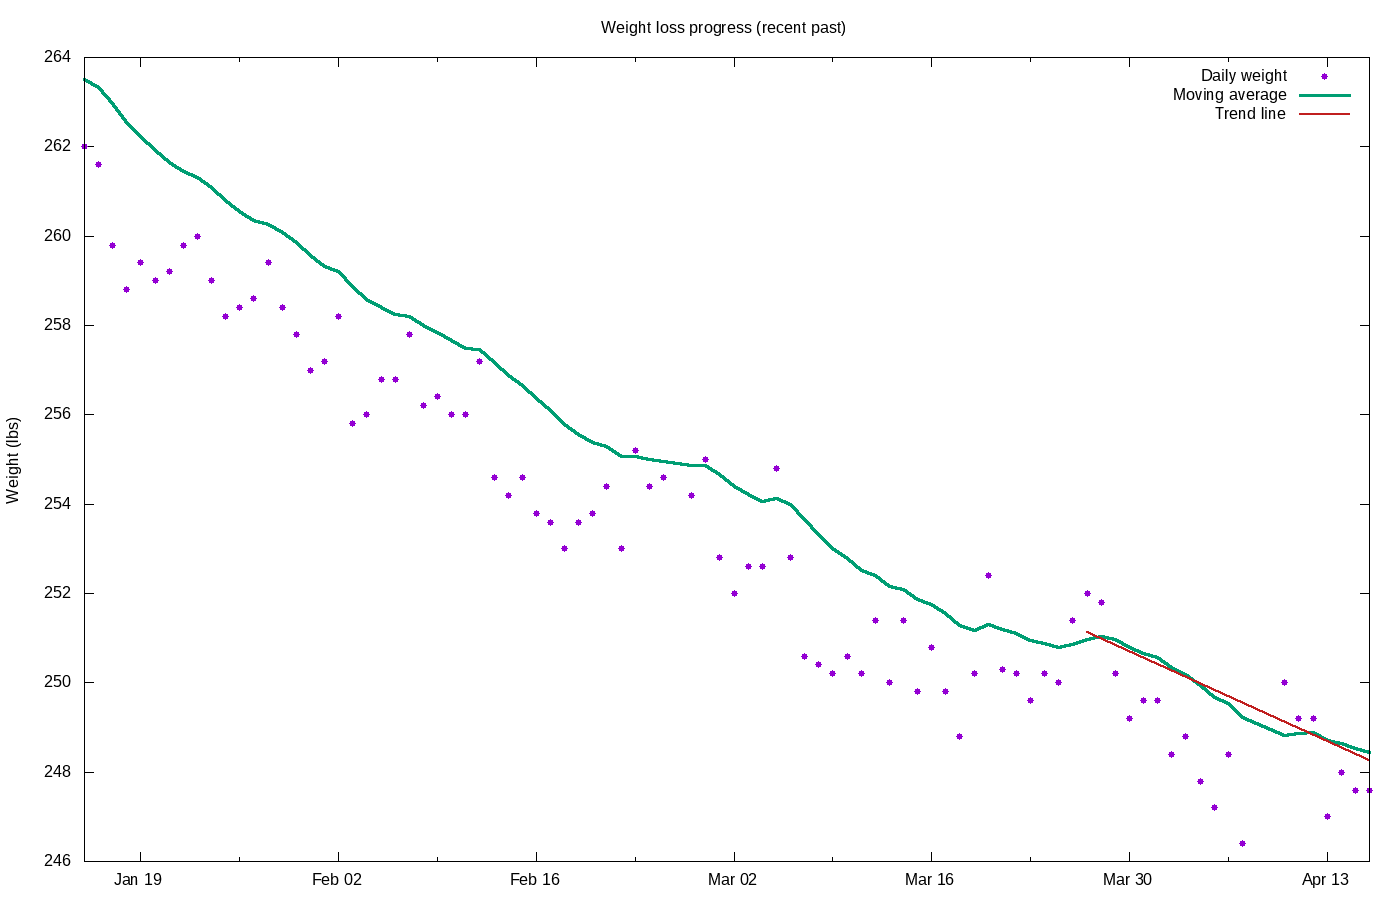 Weight loss progress (recent past)
Daily weight
Moving average
Trend line
Weight (lbs)
264
262
260
258
256
254
252
250
248
246
Jan 19 Feb 02 Feb 16 Mar 02 Mar 16 Mar 30 Apr 13